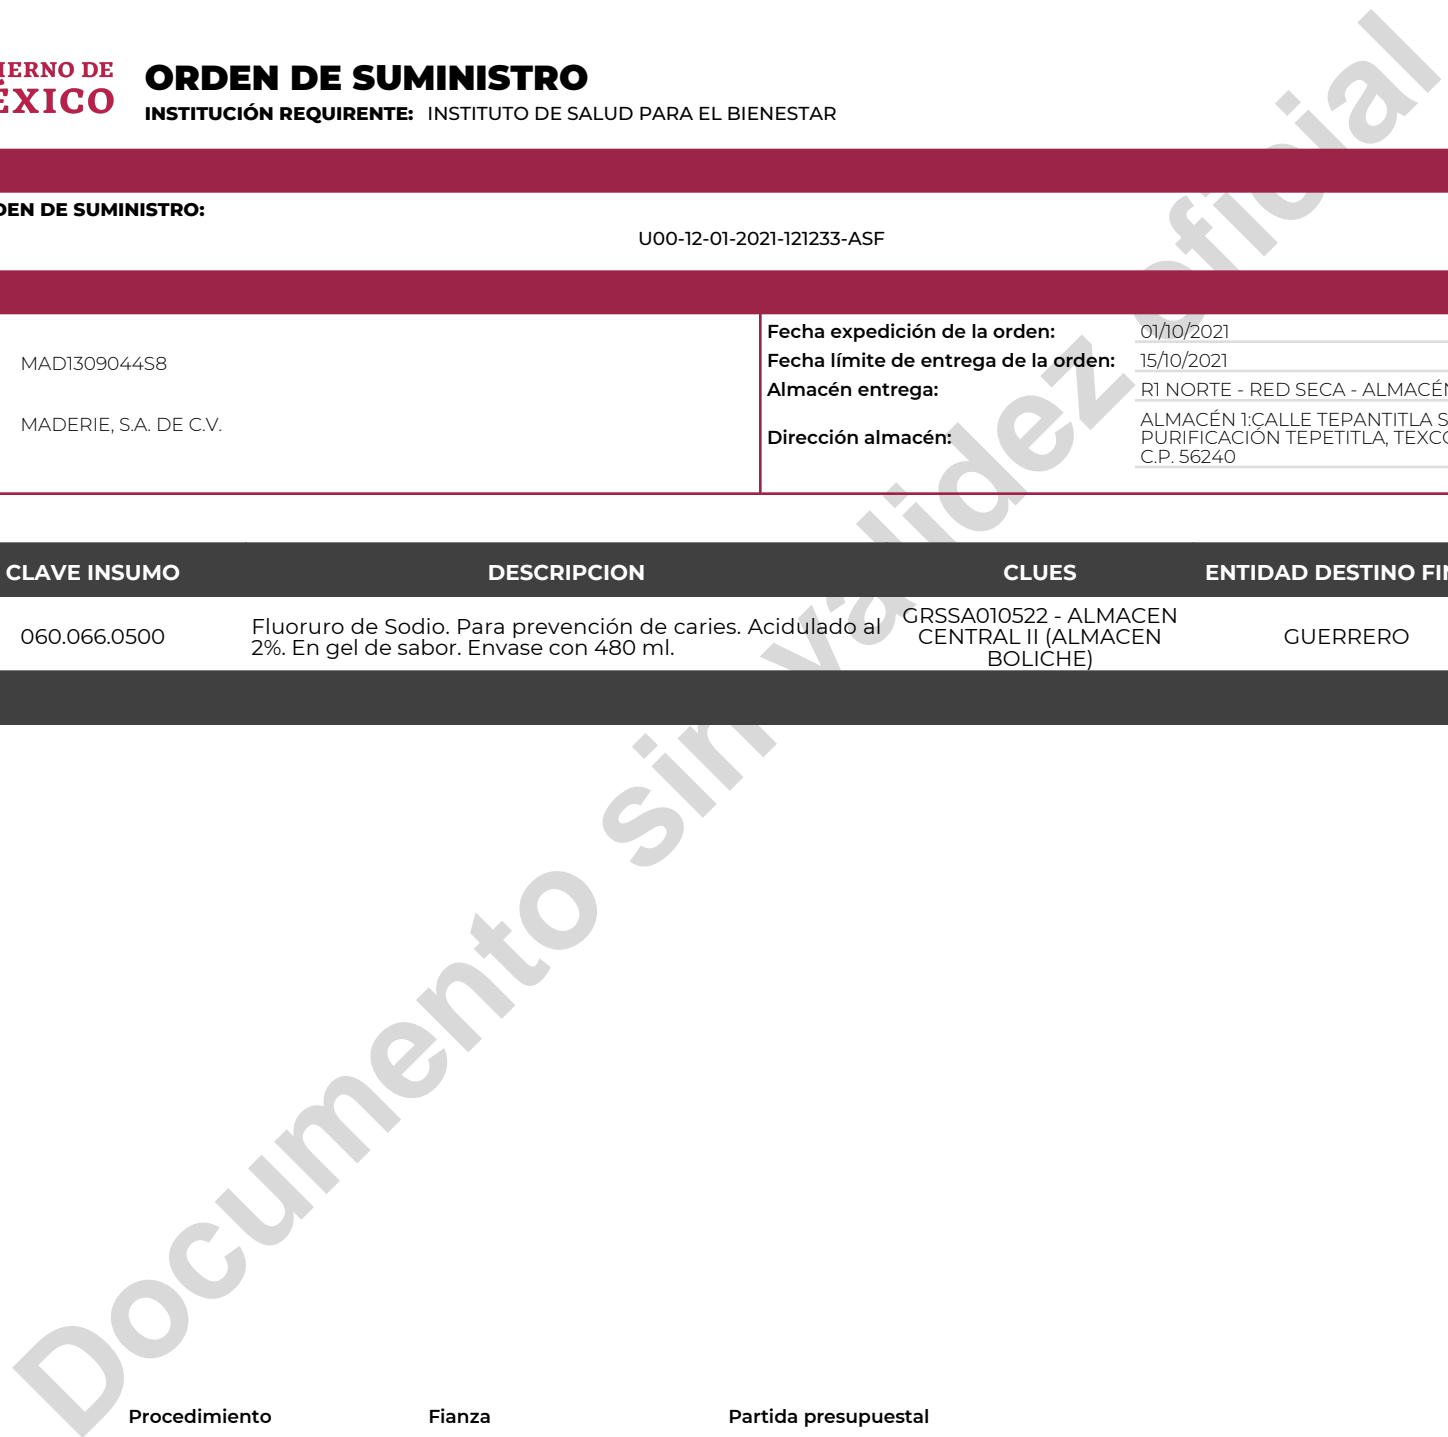 IERNO DE
ÉXICO
ORDEN DE SUMINISTRO
INSTITUCIÓN REQUIRENTE: INSTITUTO DE SALUD PARA EL BIENESTAR
DEN DE SUMINISTRO:
U00-12-01-2021-121233-ASF
MAD1309044S8
MADERIE, S.A. DE C.V.
Fecha expedición de la orden: 01/10/2021
Fecha límite de entrega de la orden: 15/10/2021
Almacén entrega: R1 NORTE - RED SECA - ALMACÉN
Dirección almacén: ALMACÉN 1:CALLE TEPANTITLA S
PURIFICACIÓN TEPETITLA, TEXCO
C.P. 56240
CLAVE INSUMO DESCRIPCION CLUES ENTIDAD DESTINO FIN
060.066.0500
Fluoruro de Sodio. Para prevención de caries. Acidulado al
2%. En gel de sabor. Envase con 480 ml.
GRSSA010522 - ALMACEN
CENTRAL II (ALMACEN
BOLICHE)
GUERRERO
Documento sin validez oficial
Procedimiento Fianza Partida presupuestal